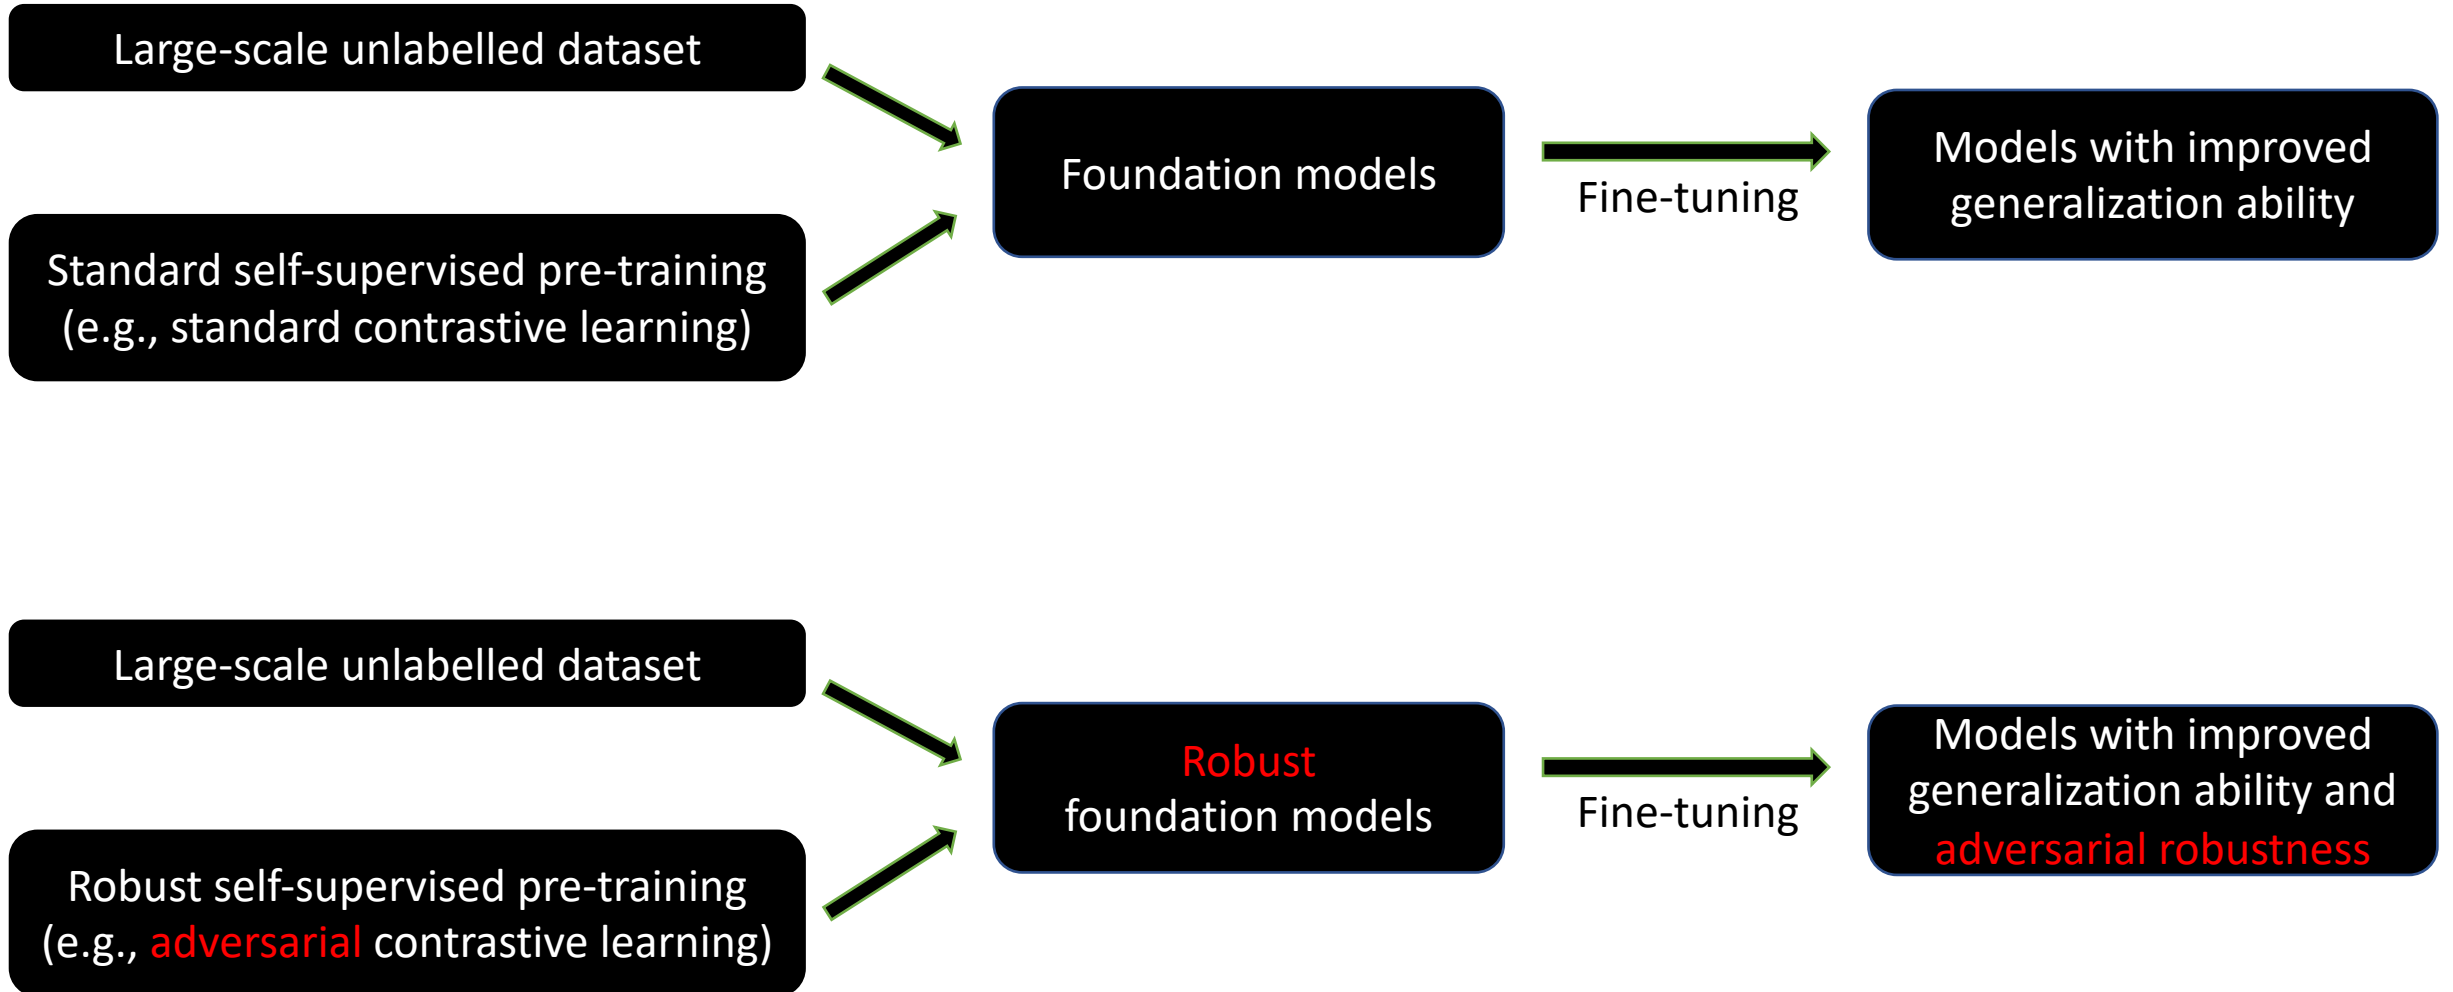 Large-scale unlabelled dataset
Standard self-supervised pre-training
(e.g., standard contrastive learning)
Foundation models
Fine-tuning
Models with improved
generalization ability
Large-scale unlabelled dataset
Robust self-supervised pre-training
(e.g., adversarial contrastive learning)
Robust
foundation models
Fine-tuning
Models with improved
generalization ability and
adversarial robustness